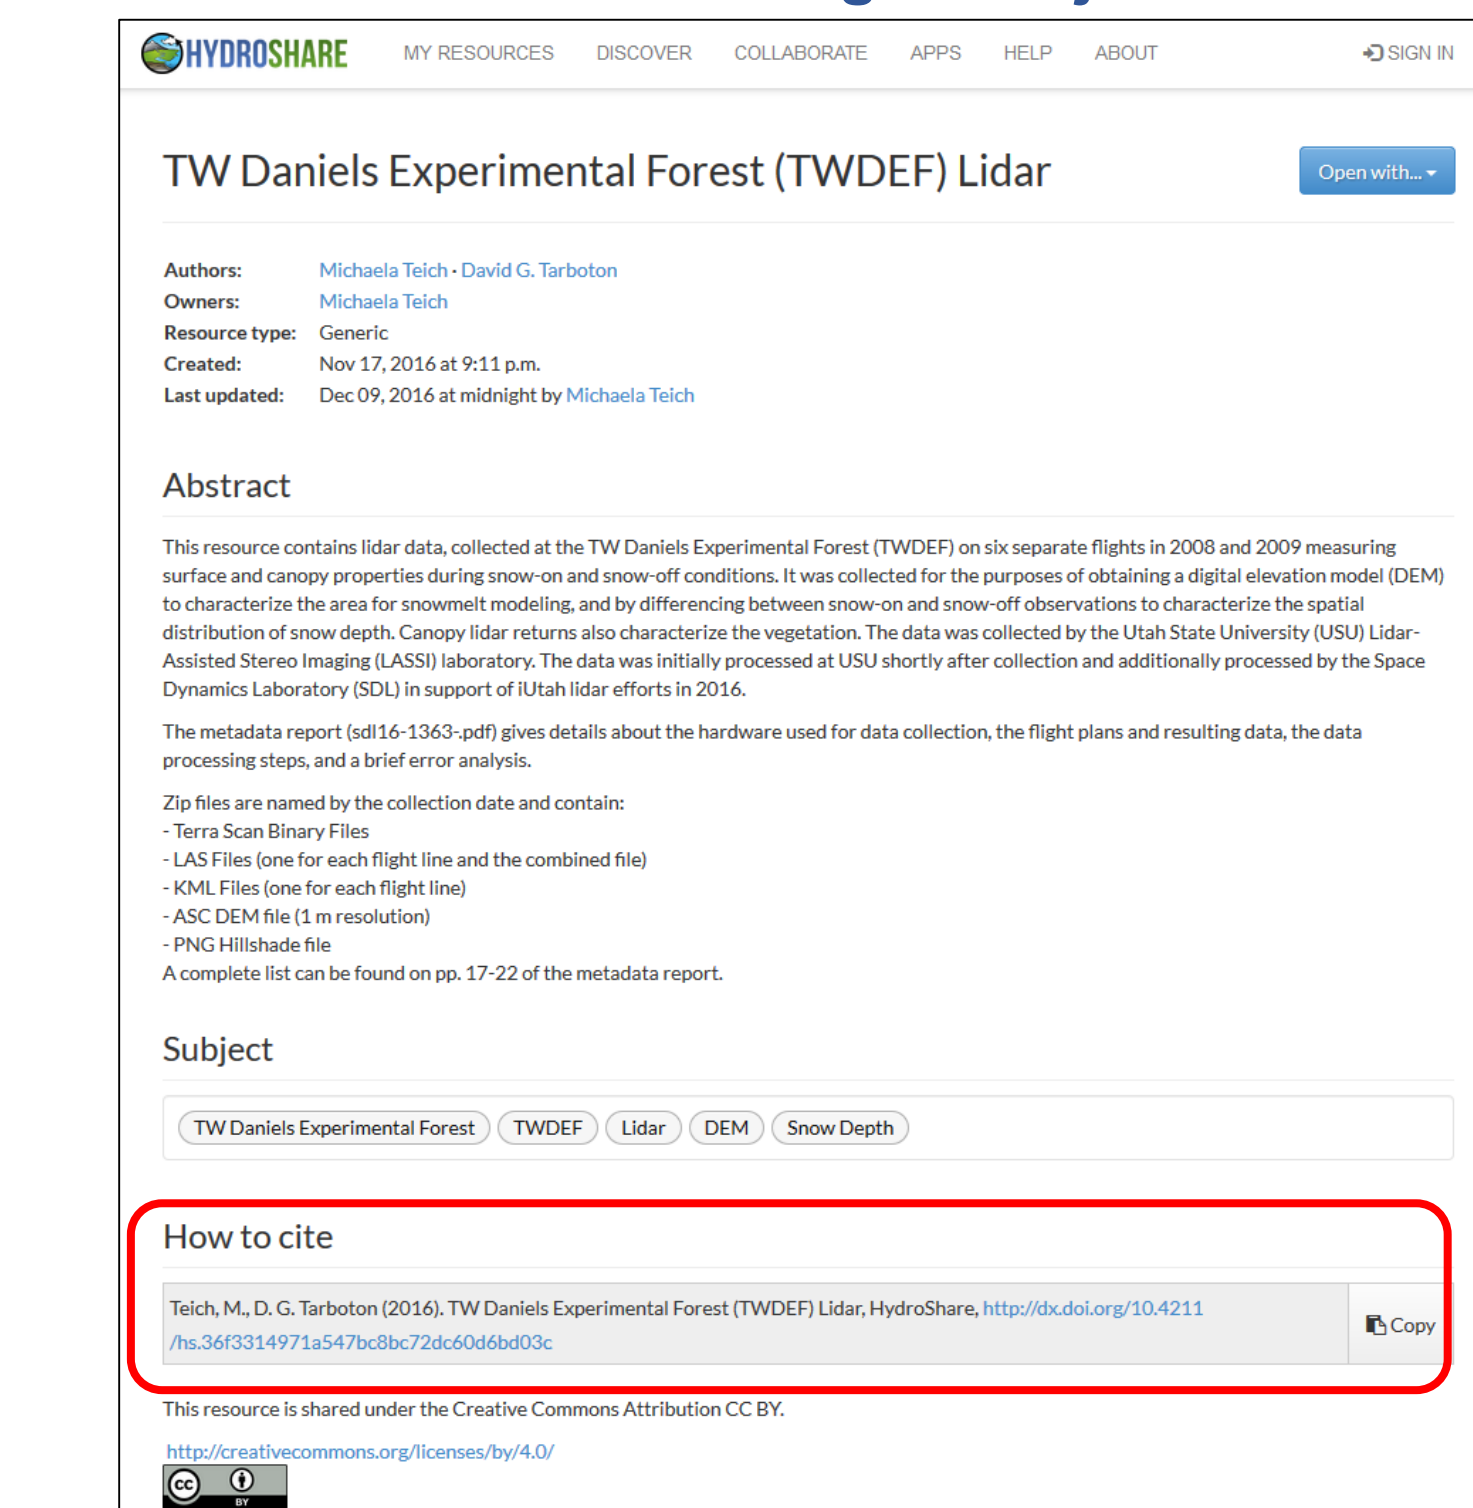 HYDROSHARE MY RESOURCES DISCOVER COLLABORATE APPS HELP ABOUT SIGN IN
TW Daniels Experimental Forest (TWDEF) Lidar
Open with...
Authors: Michaela Teich · David G. Tarboton
Owners: Michaela Teich
Resource type: Generic
Created: Nov 17, 2016 at 9:11 p.m.
Last updated: Dec 09, 2016 at midnight by Michaela Teich
Abstract
This resource contains lidar data, collected at the TW Daniels Experimental Forest (TWDEF) on six separate flights in 2008 and 2009 measuring
surface and canopy properties during snow-on and snow-off conditions. It was collected for the purposes of obtaining a digital elevation model (DEM)
to characterize the area for snowmelt modeling, and by differencing between snow-on and snow-off observations to characterize the spatial
distribution of snow depth. Canopy lidar returns also characterize the vegetation. The data was collected by the Utah State University (USU) Lidar-
Assisted Stereo Imaging (LASSI) laboratory. The data was initially processed at USU shortly after collection and additionally processed by the Space
Dynamics Laboratory (SDL) in support of iUtah lidar efforts in 2016.
The metadata report (sdl16-1363-.pdf) gives details about the hardware used for data collection, the flight plans and resulting data, the data
processing steps, and a brief error analysis.
Zip files are named by the collection date and contain:
- Terra Scan Binary Files
- LAS Files (one for each flight line and the combined file)
- KML Files (one for each flight line)
- ASC DEM file (1 m resolution)
- PNG Hillshade file
A complete list can be found on pp. 17-22 of the metadata report.
Subject
TW Daniels Experimental Forest TWDEF Lidar DEM Snow Depth
How to cite
Teich, M., D. G. Tarboton (2016). TW Daniels Experimental Forest (TWDEF) Lidar, HydroShare, http://dx.doi.org/10.4211
/hs.36f3314971a547bc8bc72dc60d6bd03c
Copy
This resource is shared under the Creative Commons Attribution CC BY.
http://creativecommons.org/licenses/by/4.0/
cc
BY